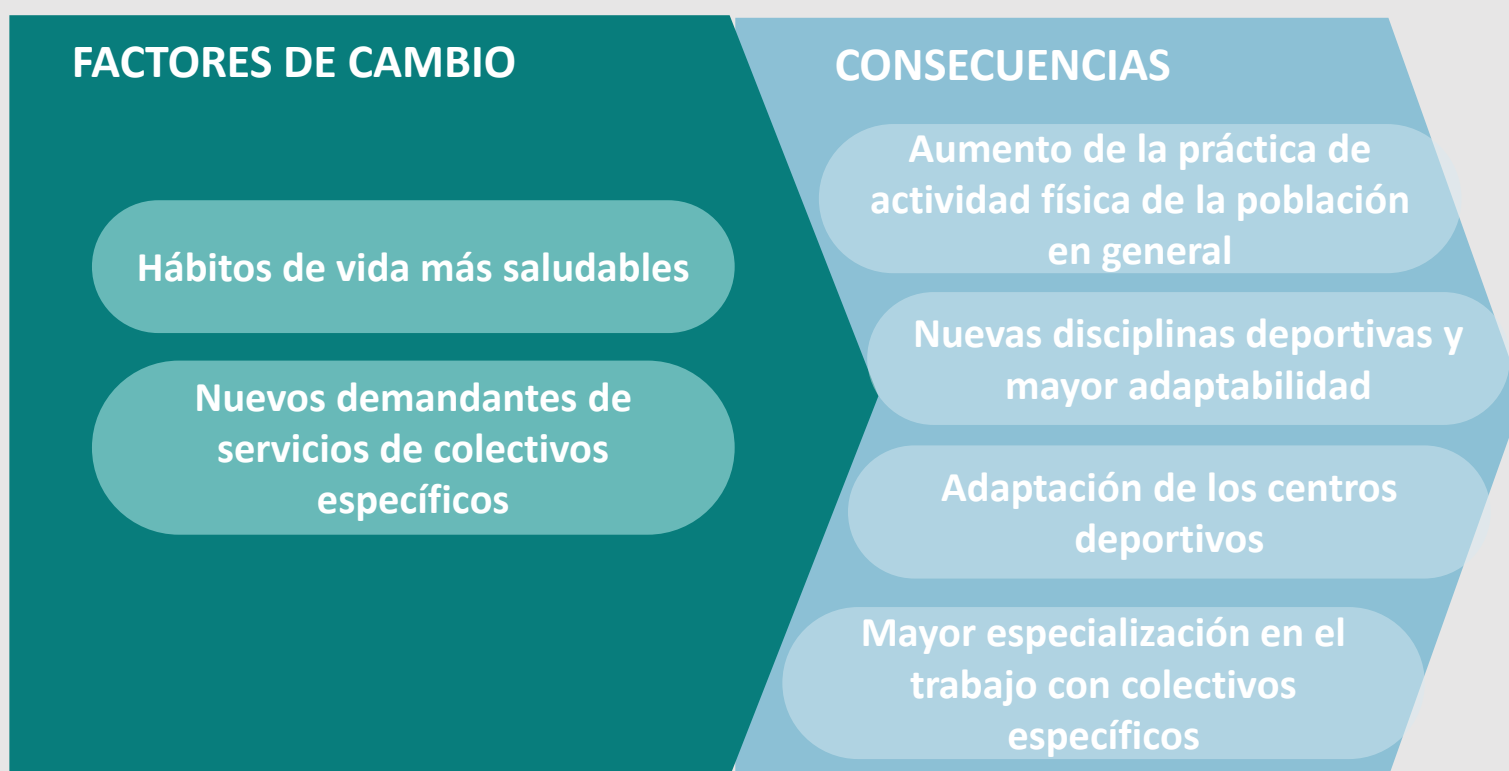 FACTORES DE CAMBIO
Hábitos de vida más saludables
Nuevos demandantes de
servicios de colectivos
específicos
CONSECUENCIAS
Aumento de la práctica de
actividad física de la población
en general
Nuevas disciplinas deportivas y
mayor adaptabilidad
Adaptación de los centros
deportivos
Mayor especialización en el
trabajo con colectivos
específicos